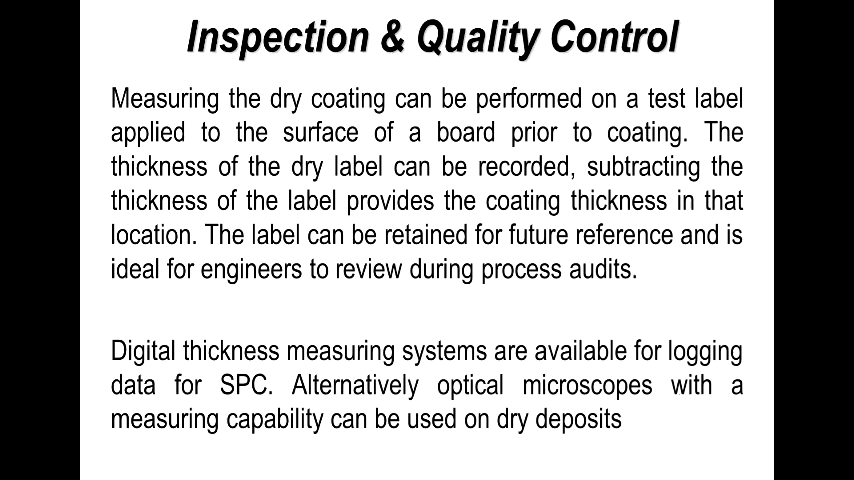 Inspection & Quality Control
Measuring the dry coating can be performed on a test label
applied to the surface of a board prior to coating. The
thickness of the dry label can be recorded, subtracting the
thickness of the label provides the coating thickness in that
location. The label can be retained for future reference and is
ideal for engineers to review during process audits.
Digital thickness measuring systems are available for logging
data for SPC. Alternatively optical microscopes with a
measuring capability can be used on dry deposits